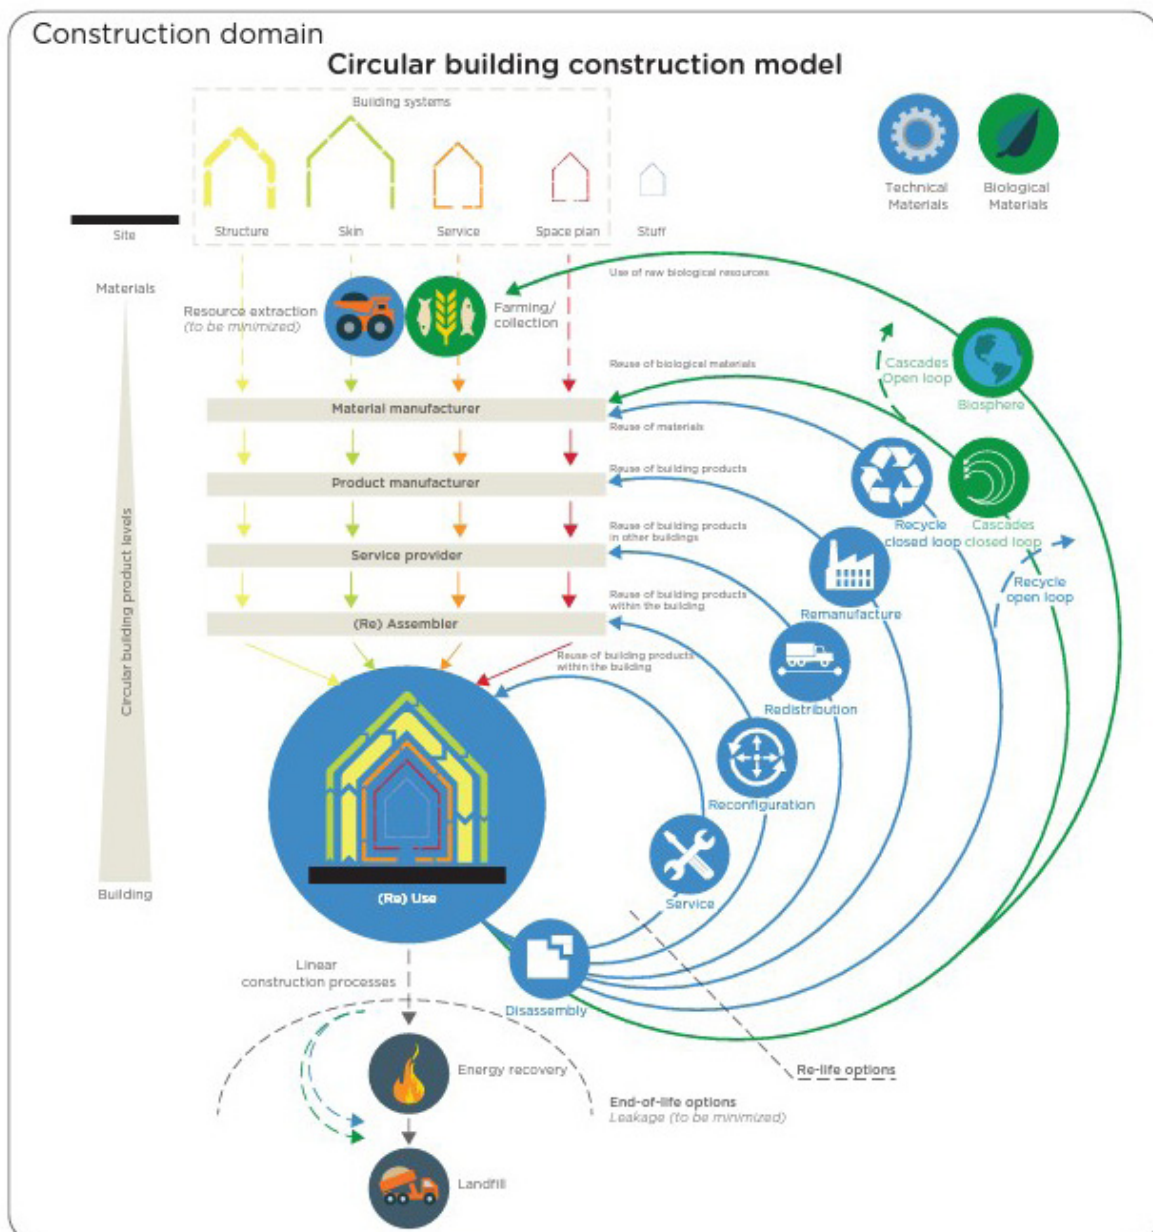 Construction domain
Circular building construction model
Building systems
Structure
Skin
Service
Space plan
Stuff
Site
Technical
Materials
Biological
Materials
Materials
Resource extraction
(to be minimized)
Farming/
collection
Use of raw biological resources
Cascades
Open loop
Biosphere
Reuse of biological materials
Material manufacturer
Reuse of materials
Product manufacturer
Reuse of building products
Recycle
closed loop
Cascades
closed loop
Service provider
Reuse of building products
in other buildings
Remanufacture
Recycle
open loop
(Re) Assembler
Reuse of building products
within the building
Reuse of building products
within the building
Redistribution
Reconfiguration
Service
Circular building product levels
Building
(Re) Use
Disassembly
Linear
construction processes
Energy recovery
Re-life options
End-of-life options
Leakage (to be minimized)
Landfill